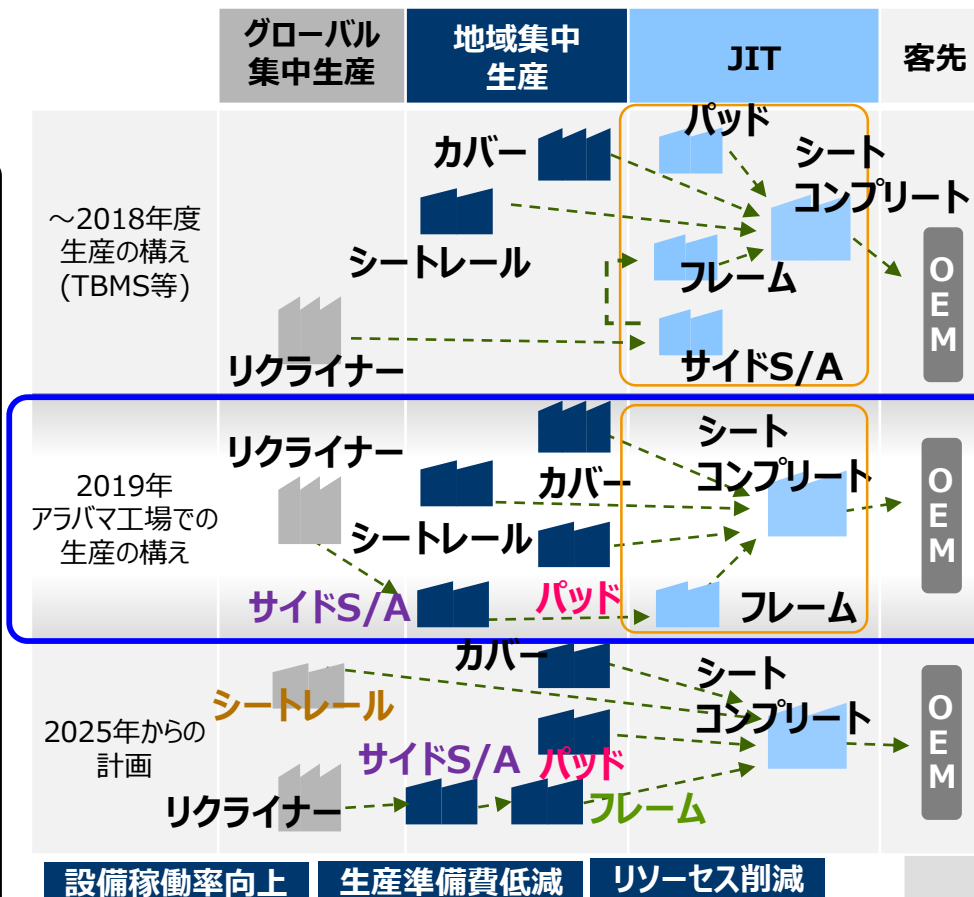 グローバル
集中生産
地域集中
生産
JIT
客先
～2018年度
生産の構え
(TBMS等)
カバー
パッド
シート
コンプリート
シートレール
フレーム
リクライナー
サイドS/A
OEM
2019年
アラバマ工場での
生産の構え
リクライナー
シート
コンプリート
カバー
シートレール
サイドS/A
パッド
フレーム
OEM
2025年からの
計画
カバー
シート
コンプリート
シートレール
サイドS/A
パッド
リクライナー
フレーム
OEM
設備稼働率向上
生産準備費低減
リソーセス削減